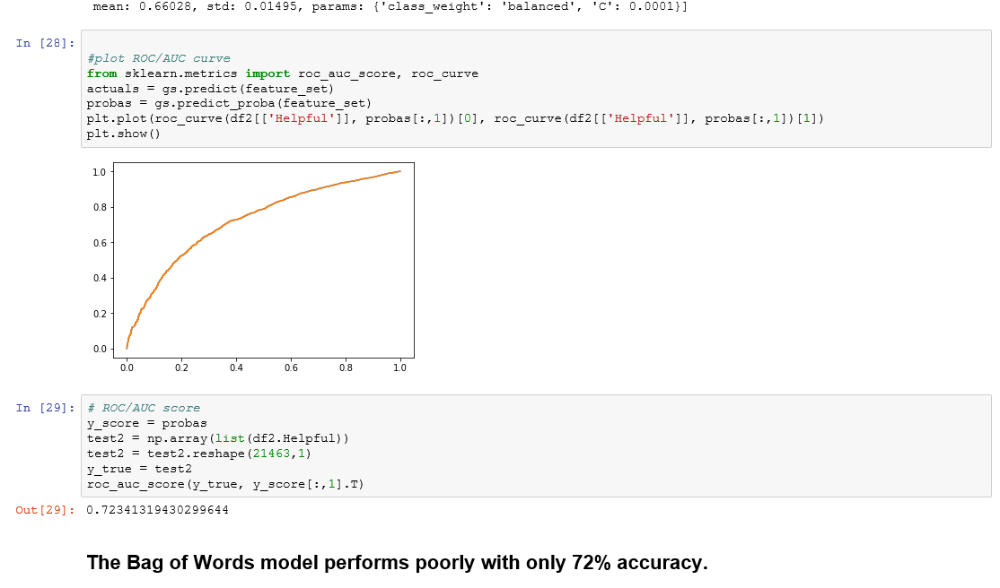 mean: 0.66028, std: 0.01495, params: {'class_weight': 'balanced', 'C': 0.0001}]
In [28]:
#plot ROC/AUC curve
from sklearn.metrics import roc_auc_score, roc_curve
actuals = gs.predict(feature_set)
probas = gs.predict_proba(feature_set)
plt.plot(roc_curve(df2[['Helpful']], probas[:,1])[0], roc_curve(df2[['Helpful']], probas[:,1])[1])
plt.show()
1.0
0.8
0.6
0.4
0.2
0.0
0.0 0.2 0.4 0.6 0.8 1.0
In [29]:
# ROC/AUC score
y_score = probas
test2 = np.array(list(df2.Helpful))
test2 = test2.reshape(21463,1)
y_true = test2
roc_auc_score(y_true, y_score[:,1].T)
Out[29]: 0.72341319430299644
The Bag of Words model performs poorly with only 72% accuracy.